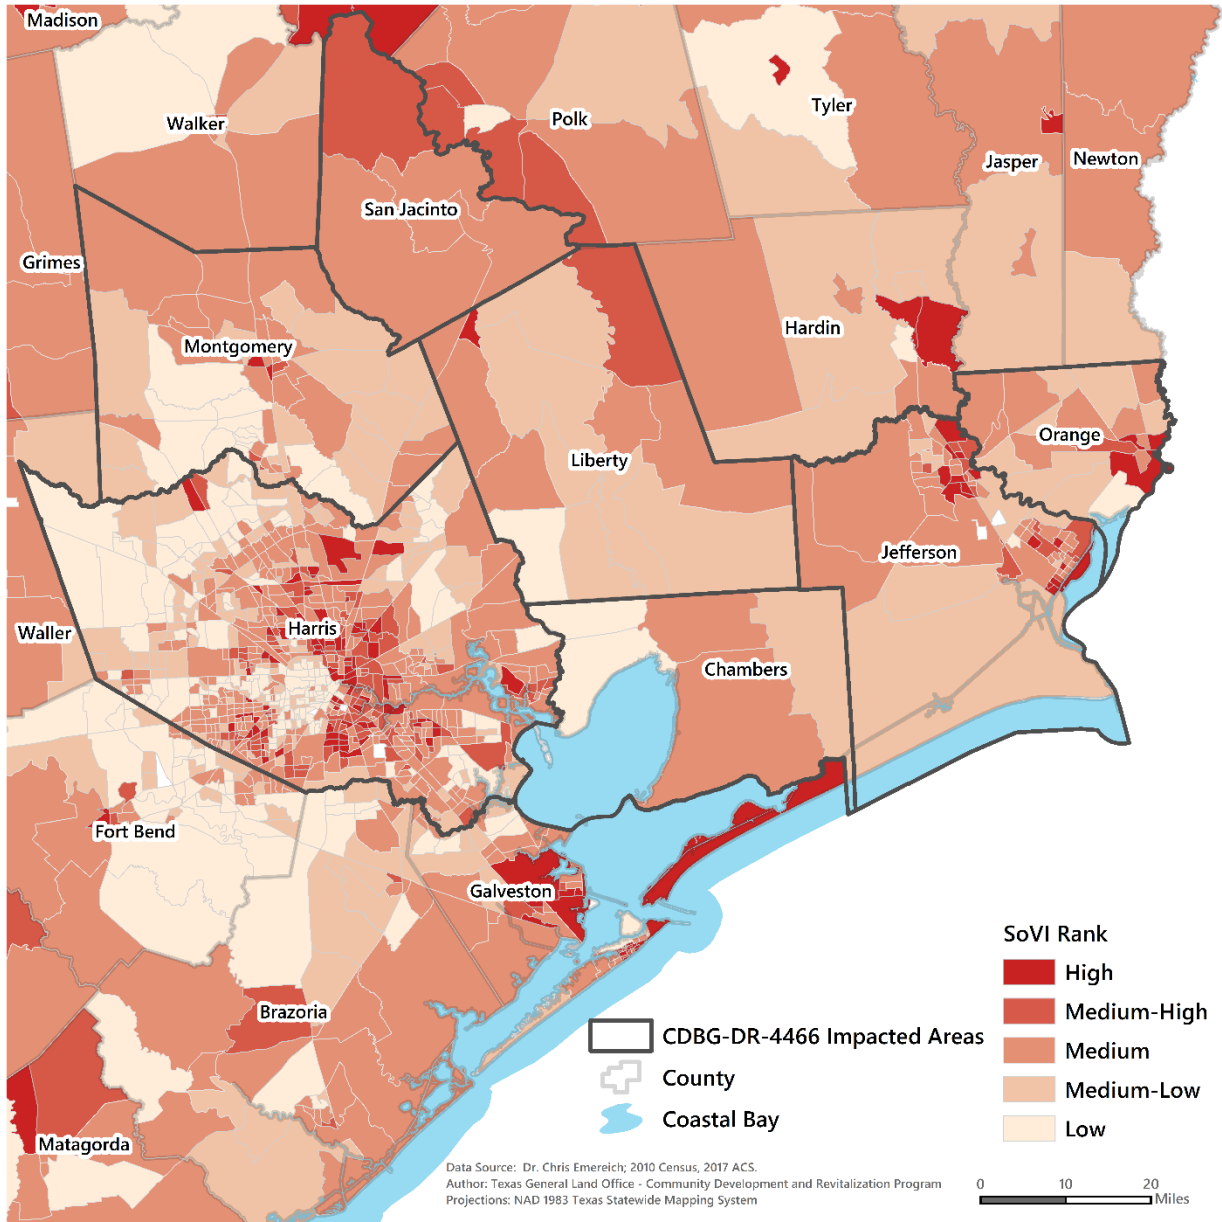 Madison
Walker
Polk
Tyler
Jasper
Newton
San Jacinto
Grimes
Montgomery
Hardin
Liberty
Orange
Jefferson
Harris
Waller
Chambers
Fort Bend
Galveston
Brazoria
Matagorda
SoVI Rank
High
Medium-High
Medium
Medium-Low
Low
CDBG-DR-4466 Impacted Areas
County
Coastal Bay
Data Source: Dr. Chris Emereich; 2010 Census, 2017 ACS.
Author: Texas General Land Office - Community Development and Revitalization Program
Projections: NAD 1983 Texas Statewide Mapping System
0 10 20
Miles